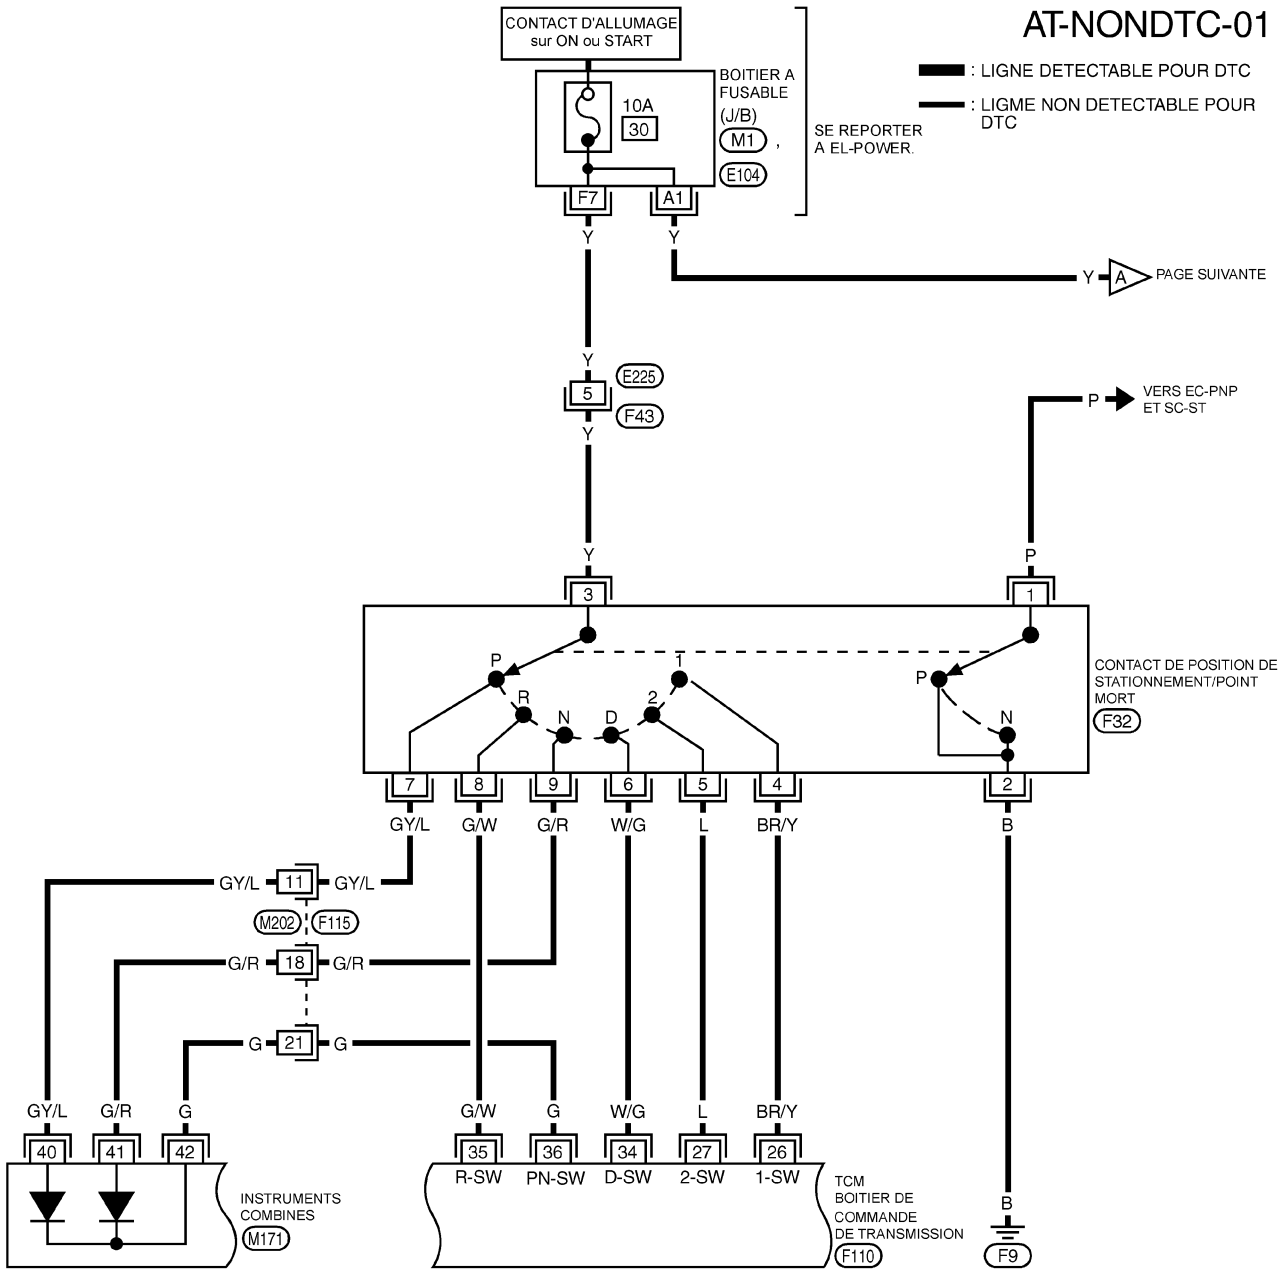 AT-NONDTC-01
CONTACT D'ALLUMAGE
sur ON ou START
: LIGNE DETECTABLE POUR DTC
: LIGME NON DETECTABLE POUR
DTC
BOITIER A
FUSABLE
(J/B)
M1 ,
E104
10A
30
SE REPORTER
A EL-POWER.
F7
A1
Y
Y
Y
A
PAGE SUIVANTE
Y
E225
5
F43
Y
P
VERS EC-PNP
ET SC-ST
Y
P
3
1
P
R
N
D
2
1
P
N
CONTACT DE POSITION DE
STATIONNEMENT/POINT
MORT
F32
7
8
9
6
5
4
2
GY/L
G/W
G/R
W/G
L
BR/Y
B
GY/L
11
GY/L
M202
F115
G/R
18
G/R
G
21
G
GY/L
G/R
G
G/W
G
W/G
L
BR/Y
40
41
42
35
36
34
27
26
R-SW
PN-SW
D-SW
2-SW
1-SW
INSTRUMENTS
COMBINES
M171
TCM
BOITIER DE
COMMANDE
DE TRANSMISSION
F110
B
F9